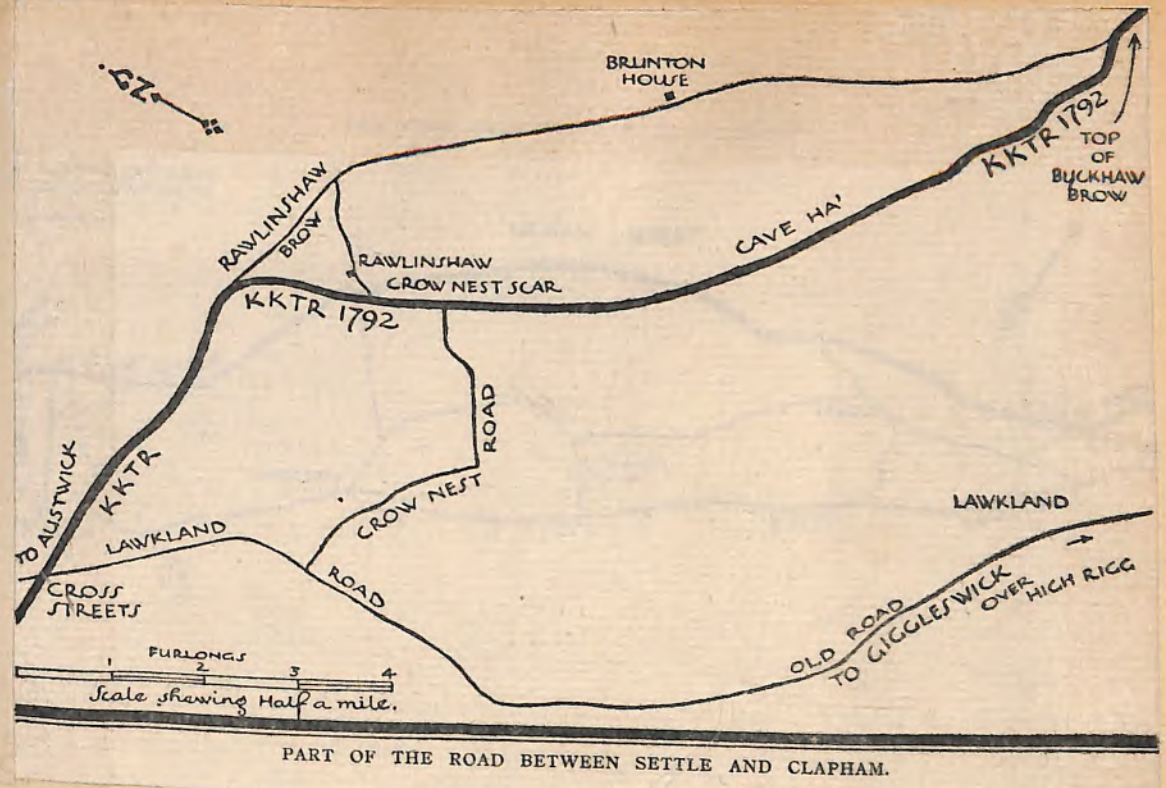 N
BRUNTON
HOUSE
KKTR 1792
TOP
OF
BUCKHAW
BROW
RAWLINSHAW
BROW
CAVE HA'
RAWLINSHAW
CROW NEST SCAR
KKTR 1792
ROAD
CROW NEST
TO AUSTWICK
KKTR
LAWKLAND
ROAD
CROSS
STREETS
LAWKLAND
OLD ROAD
TO GIGGLESWICK
OVER
HIGH RIGG
FURLONGS
1 2 3 4
Scale shewing Half a mile.
PART OF THE ROAD BETWEEN SETTLE AND CLAPHAM.